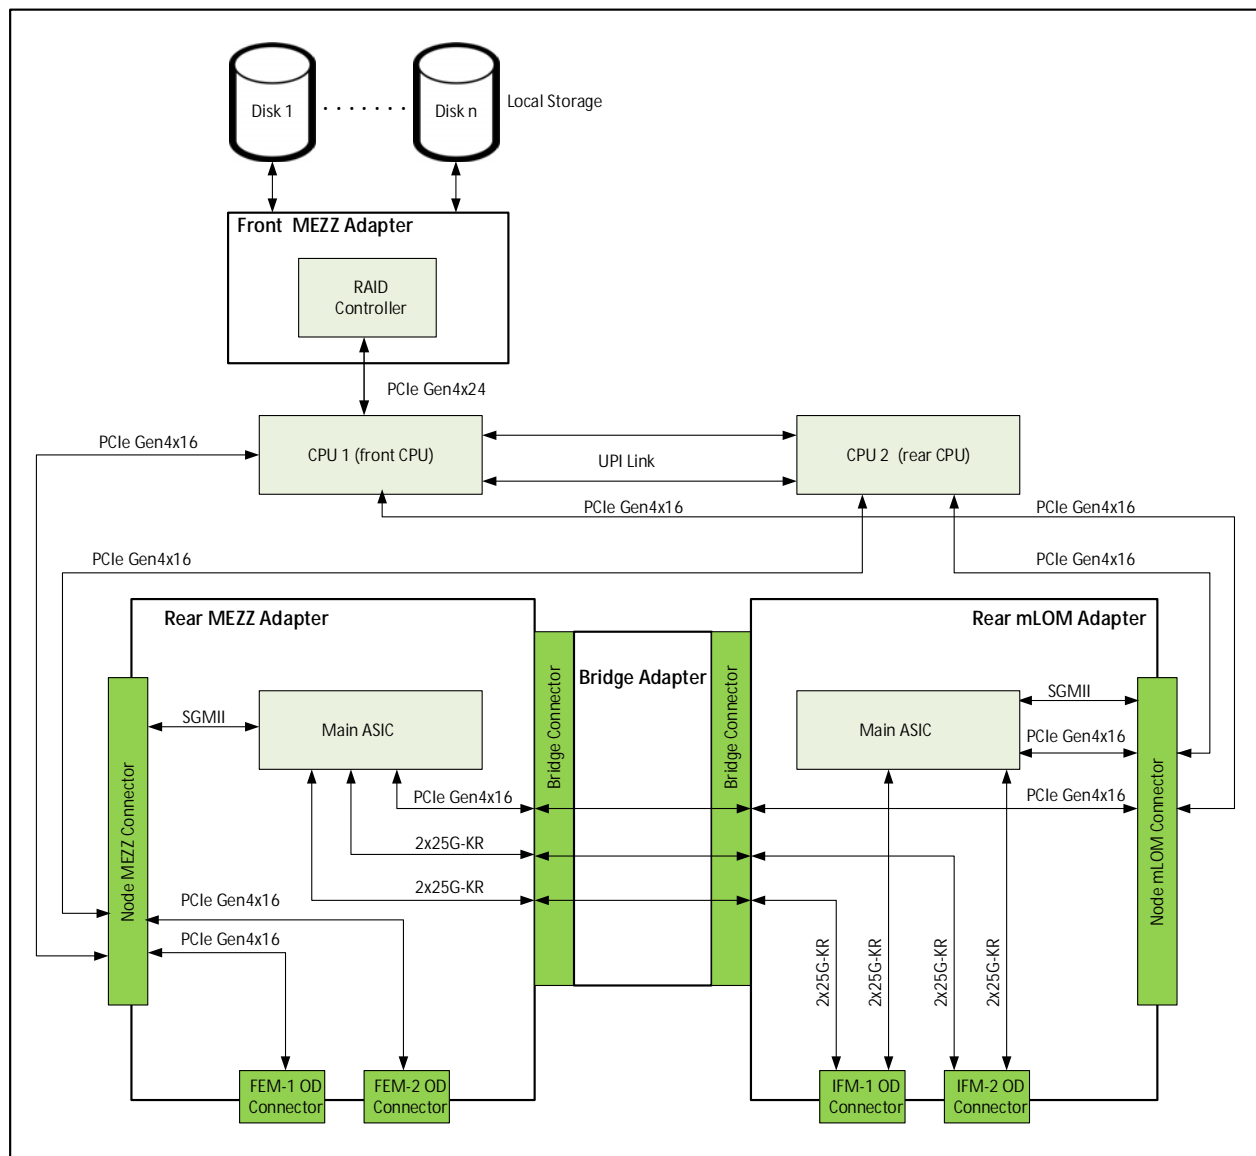 Disk 1
. . . . . . .
Disk n
Local Storage
Front MEZZ Adapter
RAID
Controller
PCIe Gen4x24
PCIe Gen4x16
CPU 1 (front CPU)
UPI Link
CPU 2 (rear CPU)
PCIe Gen4x16
PCIe Gen4x16
PCIe Gen4x16
PCIe Gen4x16
Rear MEZZ Adapter
Rear mLOM Adapter
Bridge Adapter
Bridge Connector
Bridge Connector
Node MEZZ Connector
Node mLOM Connector
SGMII
Main ASIC
Main ASIC
SGMII
PCIe Gen4x16
PCIe Gen4x16
PCIe Gen4x16
2x25G-KR
2x25G-KR
PCIe Gen4x16
PCIe Gen4x16
2x25G-KR
2x25G-KR
2x25G-KR
2x25G-KR
FEM-1 OD
Connector
FEM-2 OD
Connector
IFM-1 OD
Connector
IFM-2 OD
Connector